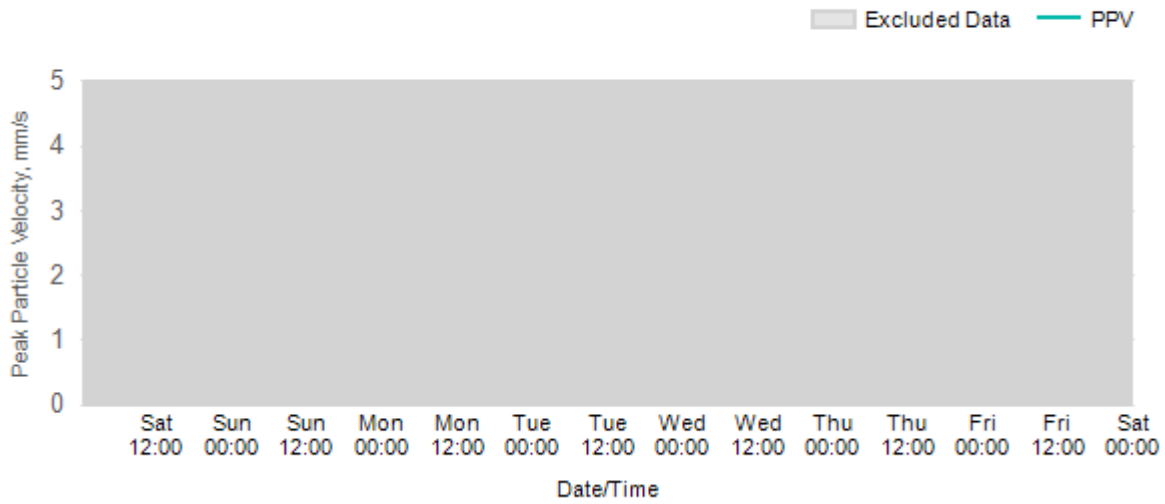 Excluded Data PPV
Peak Particle Velocity, mm/s
5
4
3
2
1
0
Sat Sun Sun Mon Mon Tue Tue Wed Wed Thu Thu Fri Fri Sat
12:00 00:00 12:00 00:00 12:00 00:00 12:00 00:00 12:00 00:00 12:00 00:00 12:00 00:00
Date/Time